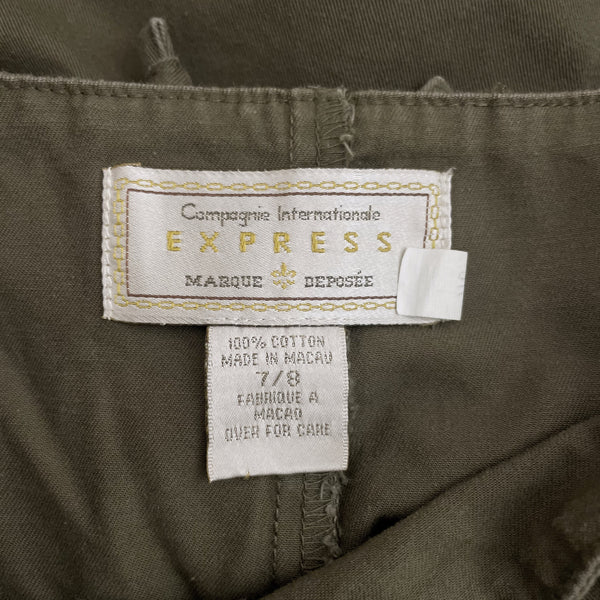 Compagnie Internationale
EXPRESS
MARQUE DEPOSÉE
100% COTTON
MADE IN MACAU
7/8
FABRIQUE A
MACAO
OVER FOR CARE